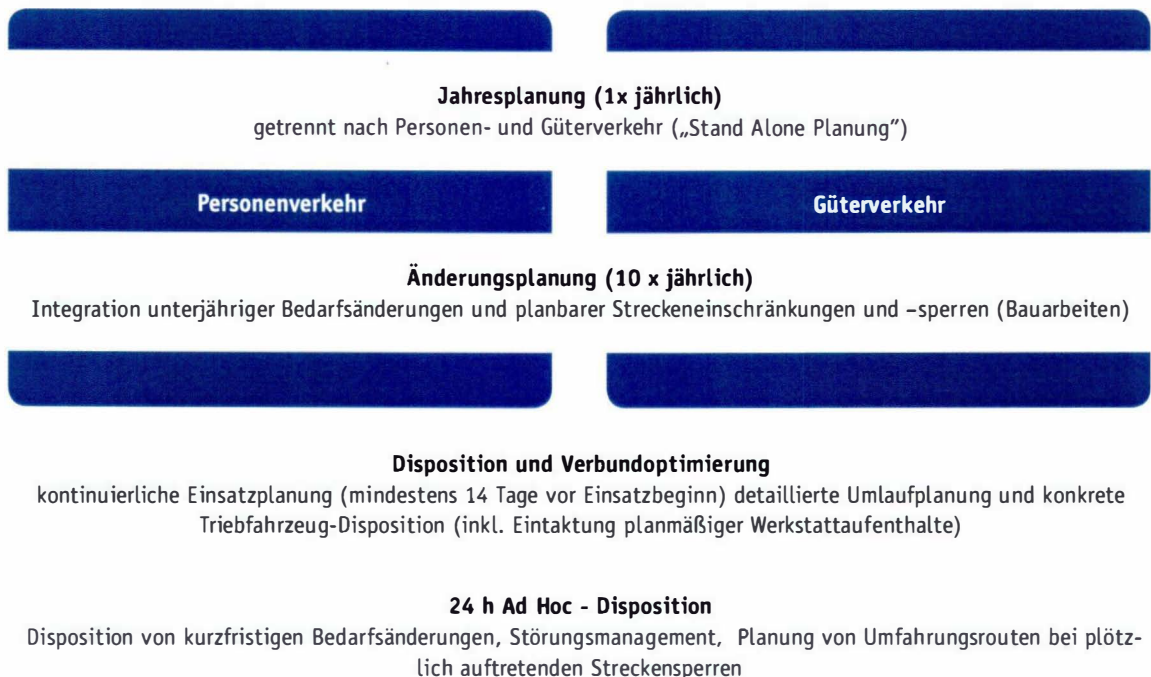 Jahresplanung (1x jährlich)
getrennt nach Personen- und Güterverkehr („Stand Alone Planung")
Personenverkehr
Güterverkehr
Änderungsplanung (10 x jährlich)
Integration unterjähriger Bedarfsänderungen und planbarer Streckeneinschränkungen und –sperren (Bauarbeiten)
Disposition und Verbundoptimierung
kontinuierliche Einsatzplanung (mindestens 14 Tage vor Einsatzbeginn) detaillierte Umlaufplanung und konkrete
Triebfahrzeug-Disposition (inkl. Eintaktung planmäßiger Werkstattaufenthalte)
24 h Ad Hoc - Disposition
Disposition von kurzfristigen Bedarfsänderungen, Störungsmanagement, Planung von Umfahrungsrouten bei plötz-
lich auftretenden Streckensperren